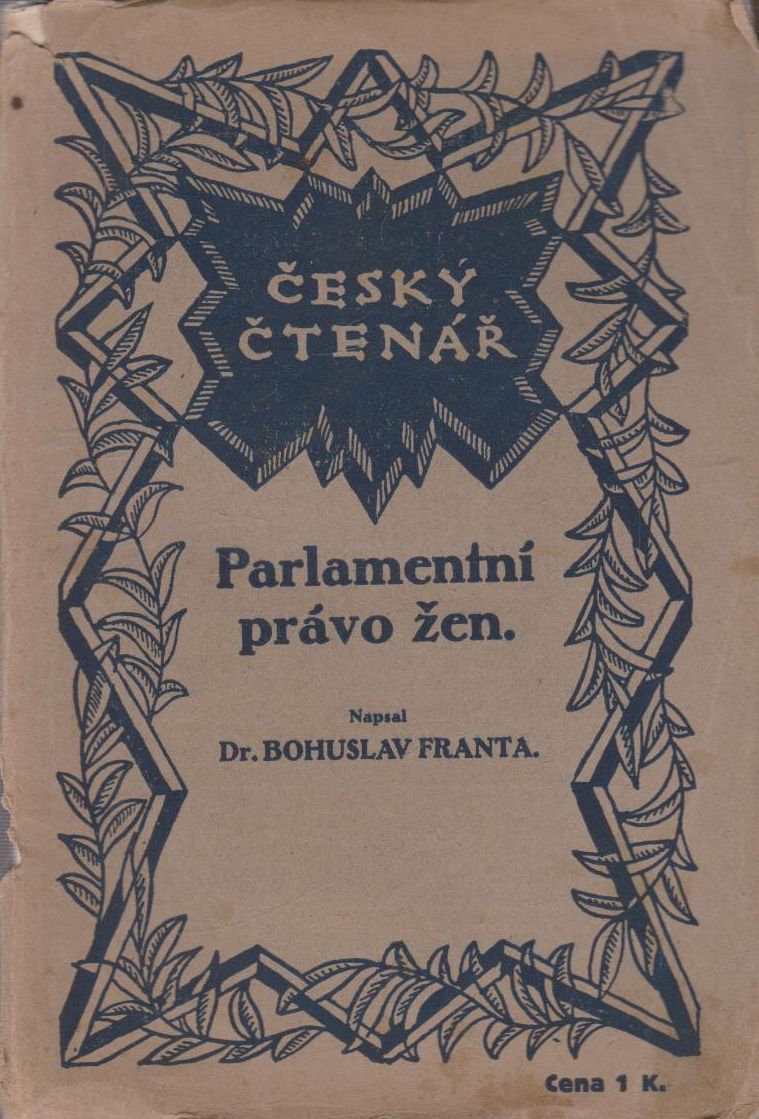 ČESKÝ
ČTENÁŘ
Parlamentní
právo žen.
Napsal
Dr. BOHUSLAV FRANTA.
Cena 1 K.